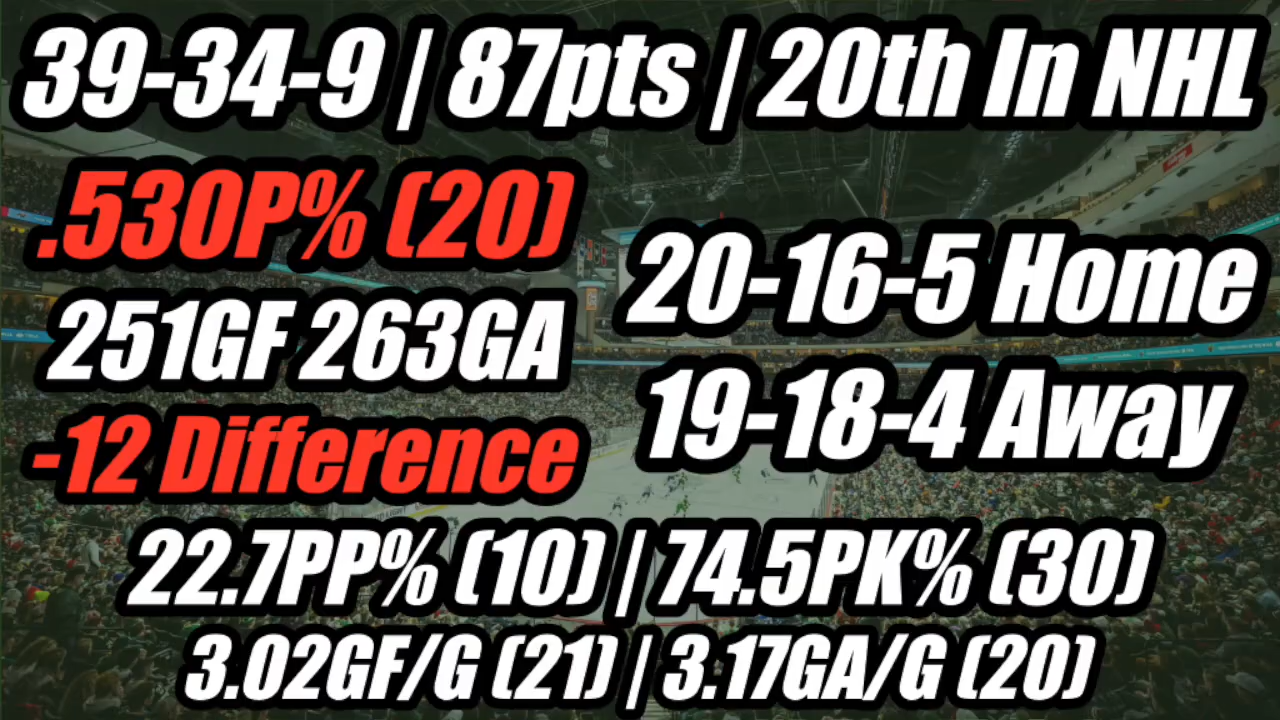 39-34-9 | 87pts | 20th In NHL
.530P% (20)
251GF 263GA
-12 Difference
20-16-5 Home
19-18-4 Away
22.7PP% (10) | 74.5PK% (30)
3.02GF/G (21) | 3.17GA/G (20)